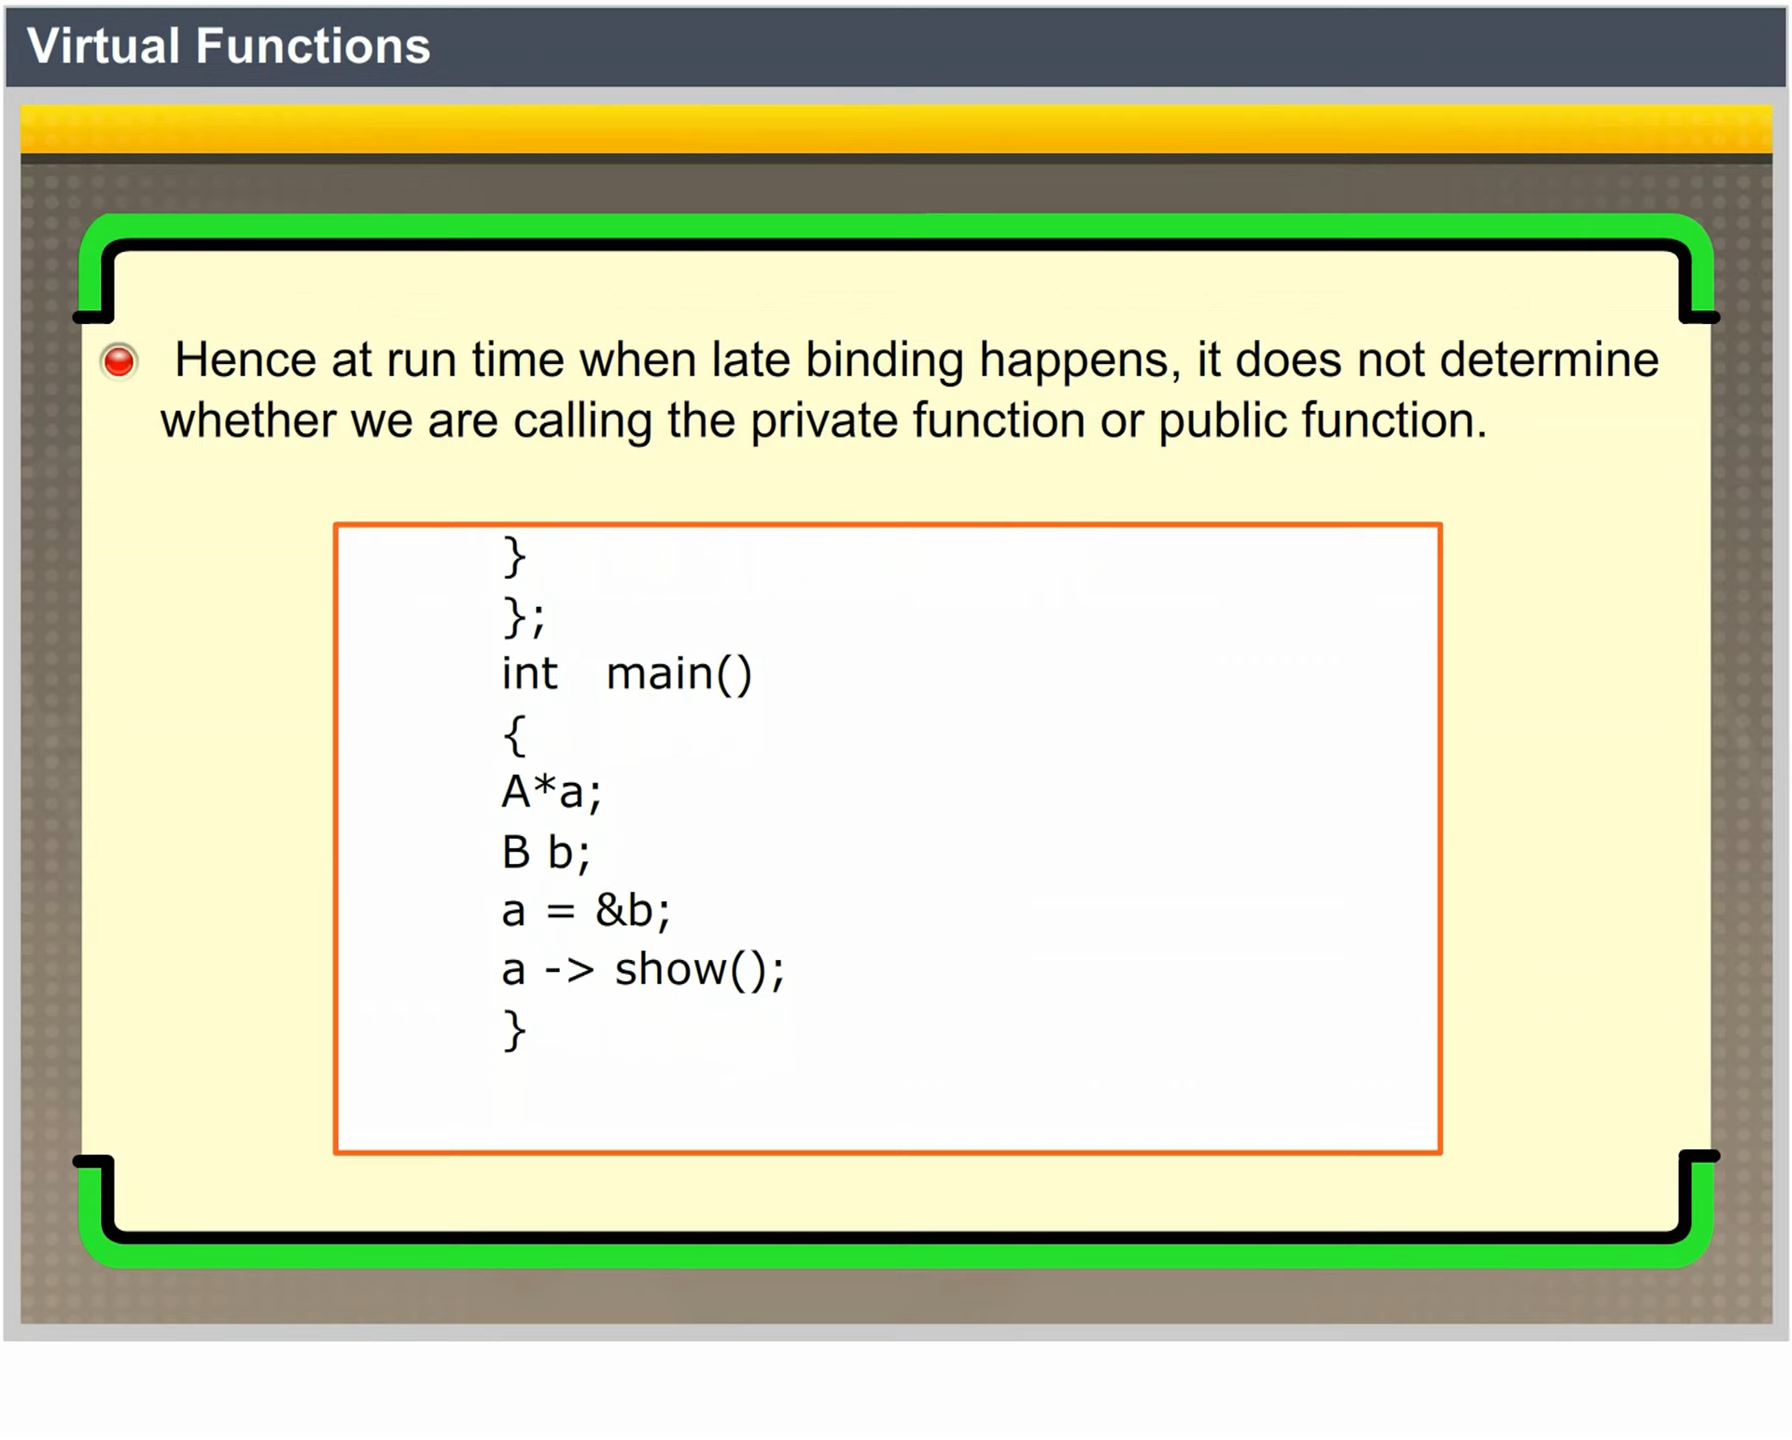 Virtual Functions
Hence at run time when late binding happens, it does not determine
whether we are calling the private function or public function.
}
};
int main()
{
A*a;
B b;
a = &b;
a -> show();
}